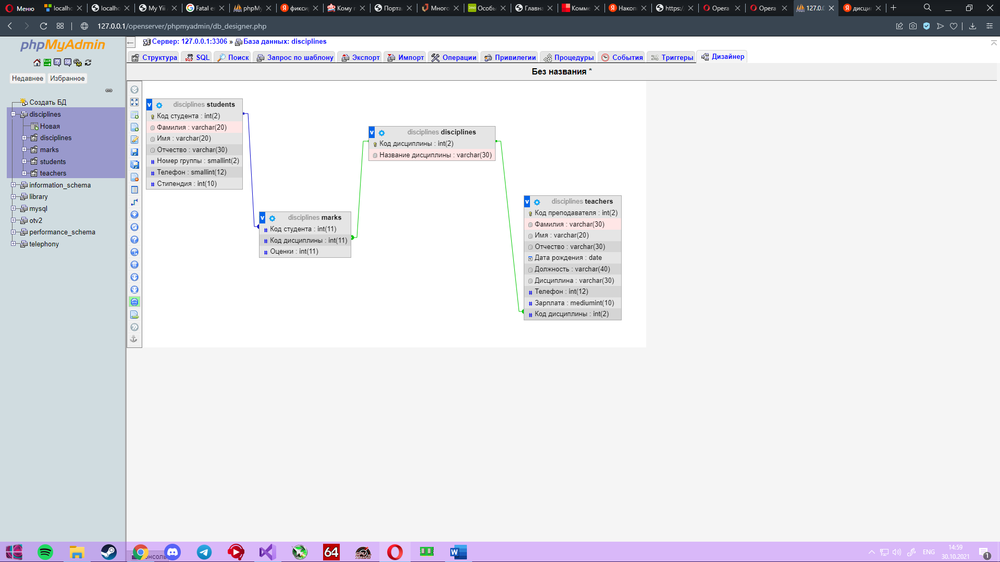 Меню
localho
localho
My Yii
Fatal er
phpMy
фиксир
Кому п
Порта
Много
Особы
Главна
Комме
Накоп
https:/
Opera
Opera
127.0.0
дисци
127.0.0.1/openserver/phpmyadmin/db_designer.php
phpMyAdmin
Недавнее Избранное
Создать БД
disciplines
Новая
disciplines
marks
students
teachers
information_schema
library
mysql
otv2
performance_schema
telephony
Сервер: 127.0.0.1:3306 » База данных: disciplines
Структура SQL Поиск Запрос по шаблону Экспорт Импорт Операции Привилегии Процедуры События Триггеры Дизайнер
Без названия *
v disciplines students
Код студента : int(2)
Фамилия : varchar(20)
Имя : varchar(20)
Отчество : varchar(30)
# Номер группы : smallint(2)
# Телефон : smallint(12)
# Стипендия : int(10)
v disciplines marks
# Код студента : int(11)
# Код дисциплины : int(11)
# Оценки : int(11)
v disciplines disciplines
Код дисциплины : int(2)
Название дисциплины : varchar(30)
v disciplines teachers
Код преподавателя : int(2)
Фамилия : varchar(30)
Имя : varchar(20)
Отчество : varchar(30)
Дата рождения : date
Должность : varchar(40)
Дисциплина : varchar(30)
# Телефон : int(12)
# Зарплата : mediumint(10)
# Код дисциплины : int(2)
64
ENG
14:59
30.10.2021
1